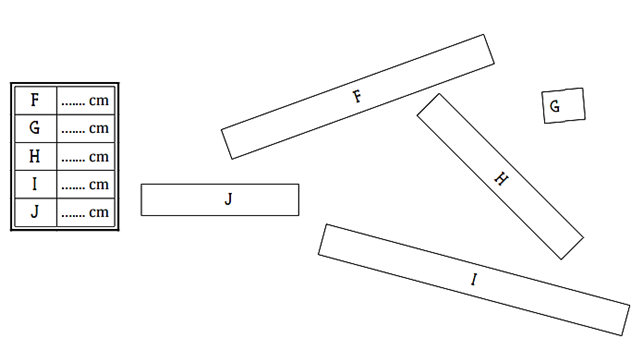 F ....... cm
G ....... cm
H ....... cm
I ....... cm
J ....... cm
F
G
H
J
I